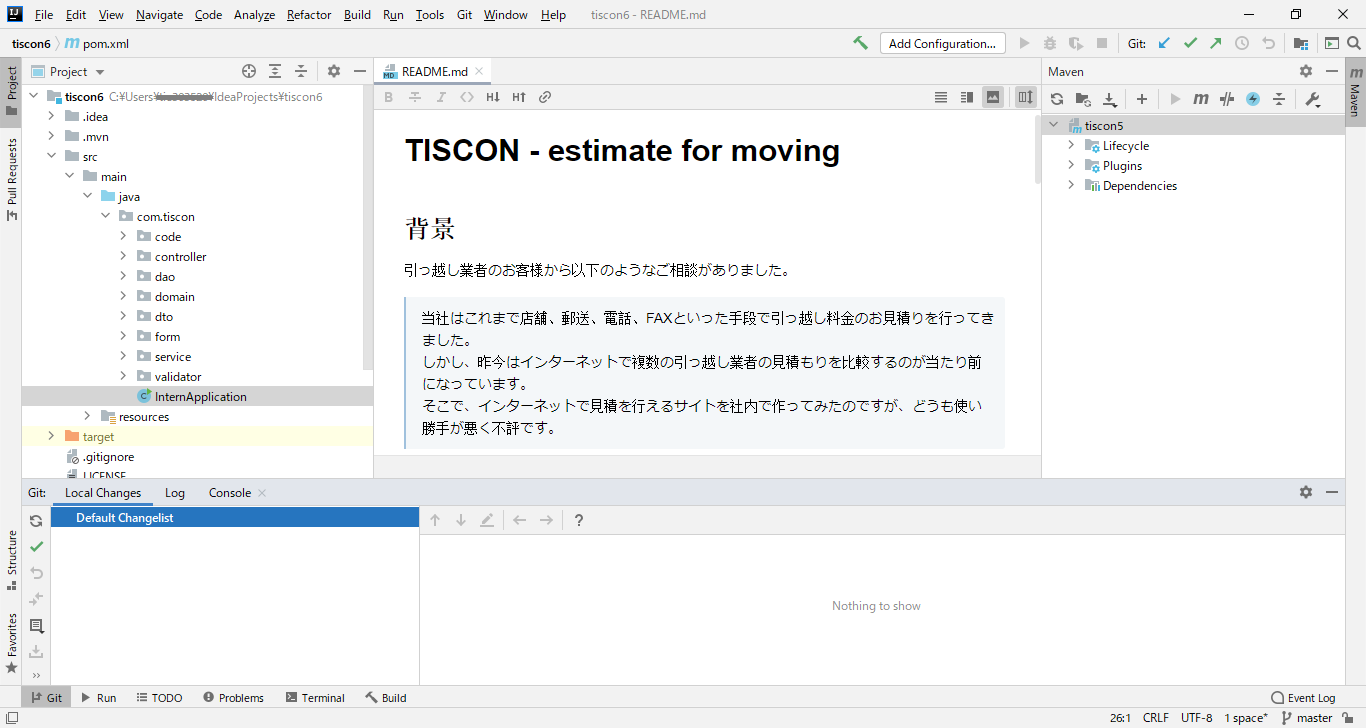 File Edit View Navigate Code Analyze Refactor Build Run Tools Git Window Help tiscon6 - README.md
tiscon6 pom.xml
Add Configuration... Git:
Project
README.md
Maven
Project
Pull Requests
Structure
Favorites
Maven
tiscon6 C:¥Users¥ ¥IdeaProjects¥tiscon6
.idea
.mvn
src
main
java
com.tiscon
code
controller
dao
domain
dto
form
service
validator
InternApplication
resources
target
.gitignore
LICENSE
TISCON - estimate for moving
背景
引っ越し業者のお客様から以下のようなご相談がありました。
当社はこれまで店舗、郵送、電話、FAXといった手段で引っ越し料金のお見積りを行ってき
ました。
しかし、昨今はインターネットで複数の引っ越し業者の見積もりを比較するのが当たり前
になっています。
そこで、インターネットで見積を行えるサイトを社内で作ってみたのですが、どうも使い
勝手が悪く不評です。
tiscon5
Lifecycle
Plugins
Dependencies
Git: Local Changes Log Console
Default Changelist
Nothing to show
Git Run TODO Problems Terminal Build Event Log
26:1 CRLF UTF-8 1 space* master